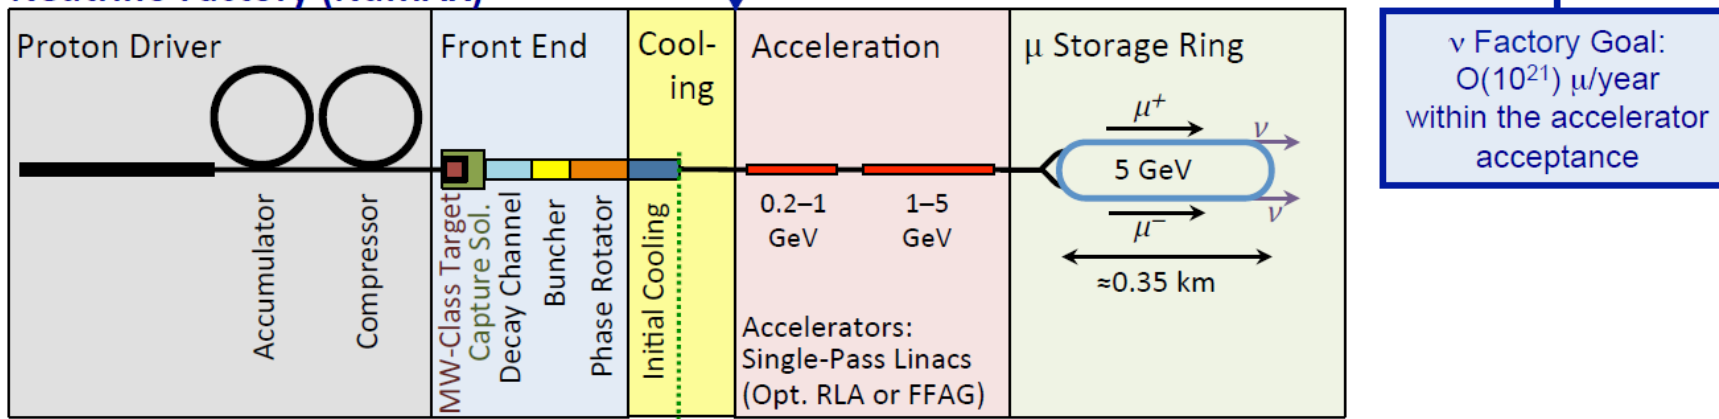 Proton Driver
Accumulator
Compressor
Front End
MW-Class Target
Capture Sol.
Decay Channel
Buncher
Phase Rotator
Cool-
ing
Initial Cooling
Acceleration
0.2–1
GeV
1–5
GeV
Accelerators:
Single-Pass Linacs
(Opt. RLA or FFAG)
μ Storage Ring
μ⁺
ν
5 GeV
ν
μ⁻
≈0.35 km
ν Factory Goal:
O(10²¹) μ/year
within the accelerator
acceptance